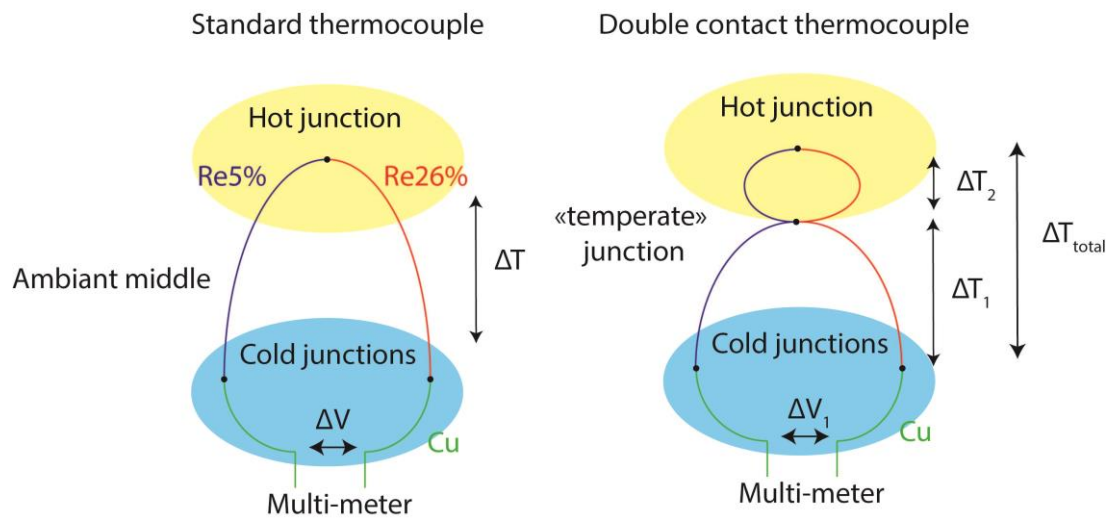 Standard thermocouple
Hot junction
Re5%
Re26%
Ambiant middle
ΔT
Cold junctions
ΔV
Cu
Multi-meter
Double contact thermocouple
Hot junction
«temperate»
junction
ΔT2
ΔT1
ΔTtotal
Cold junctions
ΔV1
Cu
Multi-meter